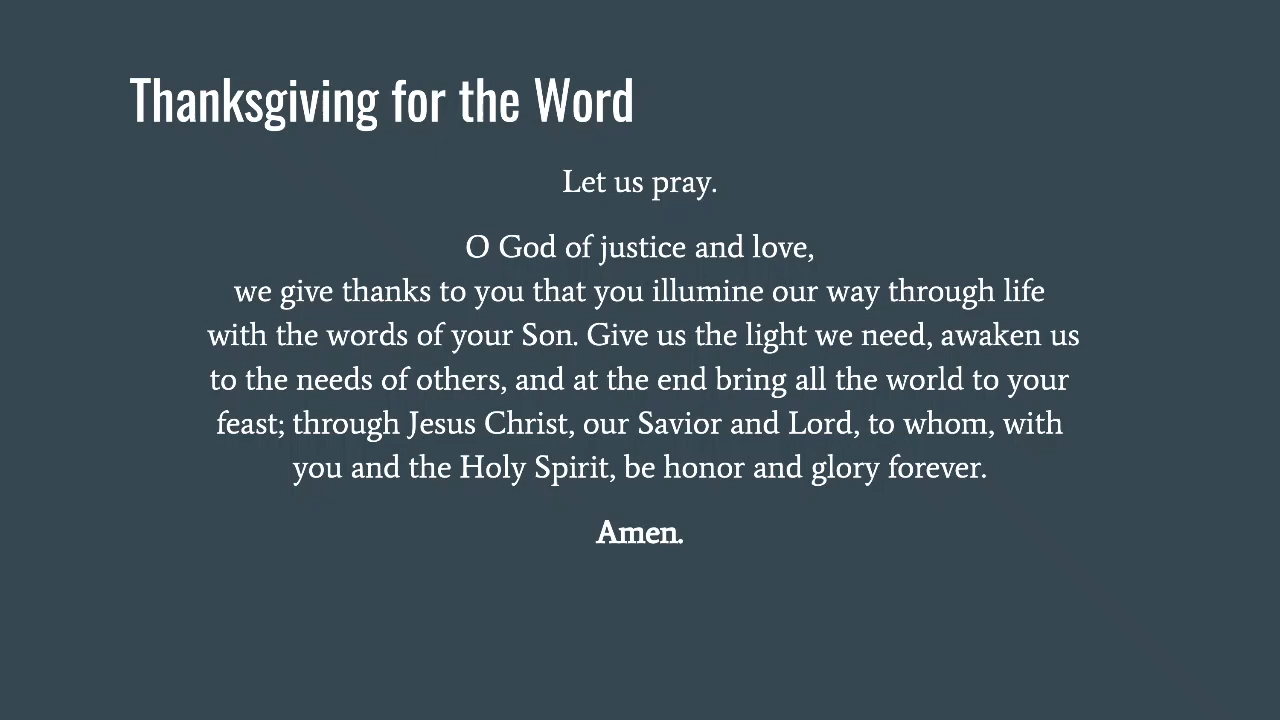 Thanksgiving for the Word
Let us pray.
O God of justice and love,
we give thanks to you that you illumine our way through life
with the words of your Son. Give us the light we need, awaken us
to the needs of others, and at the end bring all the world to your
feast; through Jesus Christ, our Savior and Lord, to whom, with
you and the Holy Spirit, be honor and glory forever.
Amen.